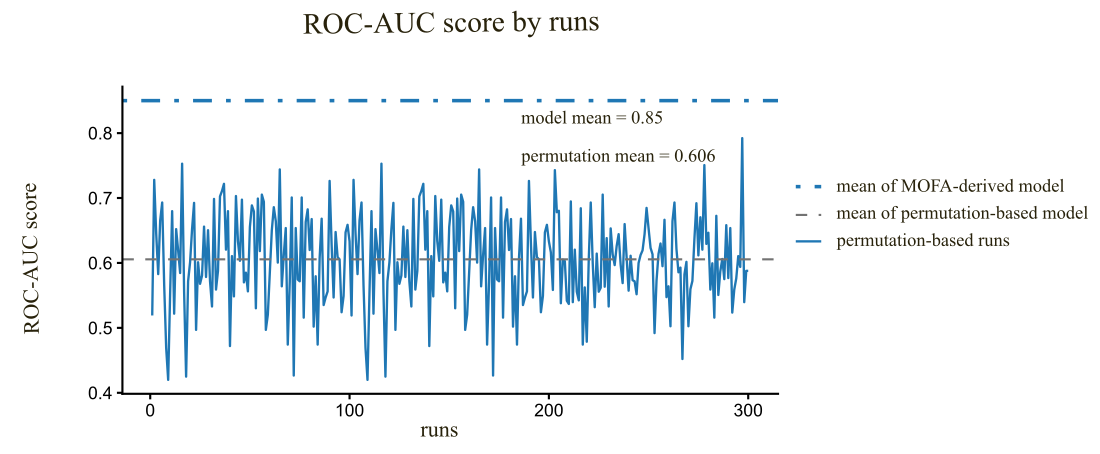 ROC-AUC score by runs
model mean = 0.85
permutation mean = 0.606
ROC-AUC score
0.8
0.7
0.6
0.5
0.4
0
100
200
300
runs
mean of MOFA-derived model
mean of permutation-based model
permutation-based runs